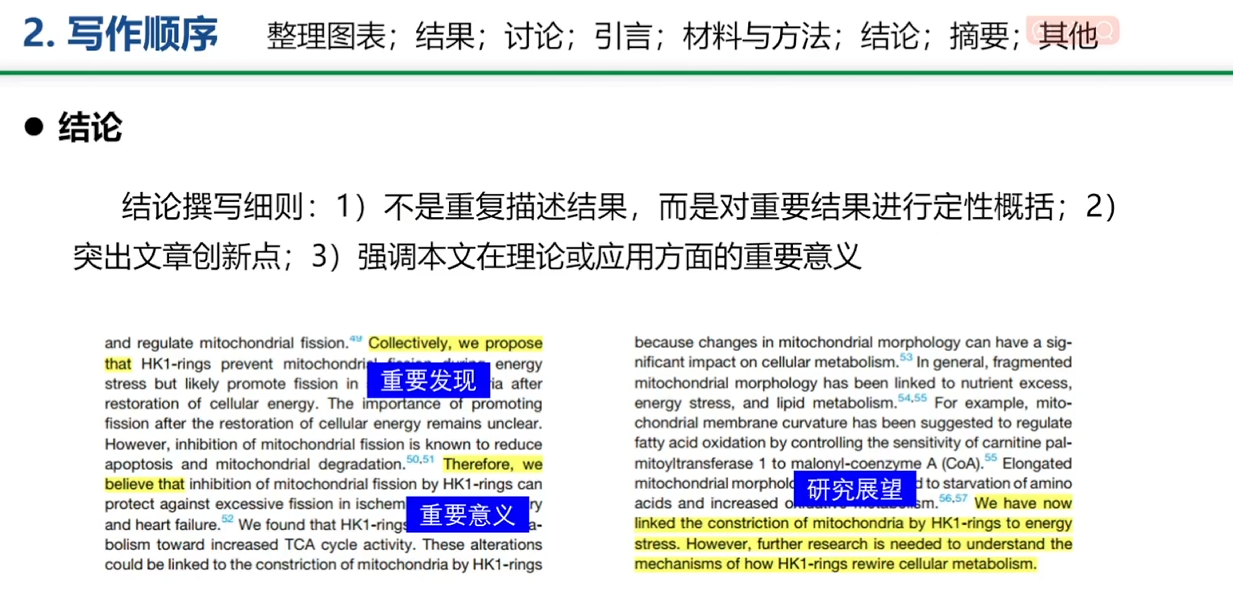 2. 写作顺序 整理图表；结果；讨论；引言；材料与方法；结论；摘要；其他
● 结论
结论撰写细则：1）不是重复描述结果，而是对重要结果进行定性概括；2）
突出文章创新点；3）强调本文在理论或应用方面的重要意义
and regulate mitochondrial fission.49 Collectively, we propose
that HK1-rings prevent mitochondrial fission during energy
stress but likely promote fission in after
重要发现
restoration of cellular energy. The importance of promoting
fission after the restoration of cellular energy remains unclear.
However, inhibition of mitochondrial fission is known to reduce
apoptosis and mitochondrial degradation.50,51 Therefore, we
believe that inhibition of mitochondrial fission by HK1-rings can
protect against excessive fission in
and heart failure.52 We found that HK1-rings
重要意义
bolism toward increased TCA cycle activity. These alterations
could be linked to the constriction of mitochondria by HK1-rings
because changes in mitochondrial morphology can have a sig-
nificant impact on cellular metabolism.53 In general, fragmented
mitochondrial morphology has been linked to nutrient excess,
energy stress, and lipid metabolism.54,55 For example, mito-
chondrial membrane curvature has been suggested to regulate
fatty acid oxidation by controlling the sensitivity of carnitine pal-
mitoyltransferase 1 to malonyl-coenzyme A (CoA).55 Elongated
mitochondrial to starvation of amino
研究展望
acids and increased 56,57 We have now
linked the constriction of mitochondria by HK1-rings to energy
stress. However, further research is needed to understand the
mechanisms of how HK1-rings rewire cellular metabolism.